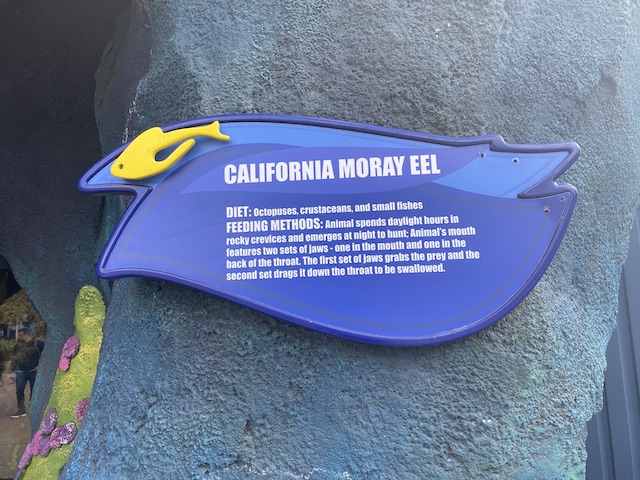 CALIFORNIA MORAY EEL
DIET: Octopuses, crustaceans, and small fishes
FEEDING METHODS: Animal spends daylight hours in
rocky crevices and emerges at night to hunt; Animal's mouth
features two sets of jaws - one in the mouth and one in the
back of the throat. The first set of jaws grabs the prey and the
second set drags it down the throat to be swallowed.